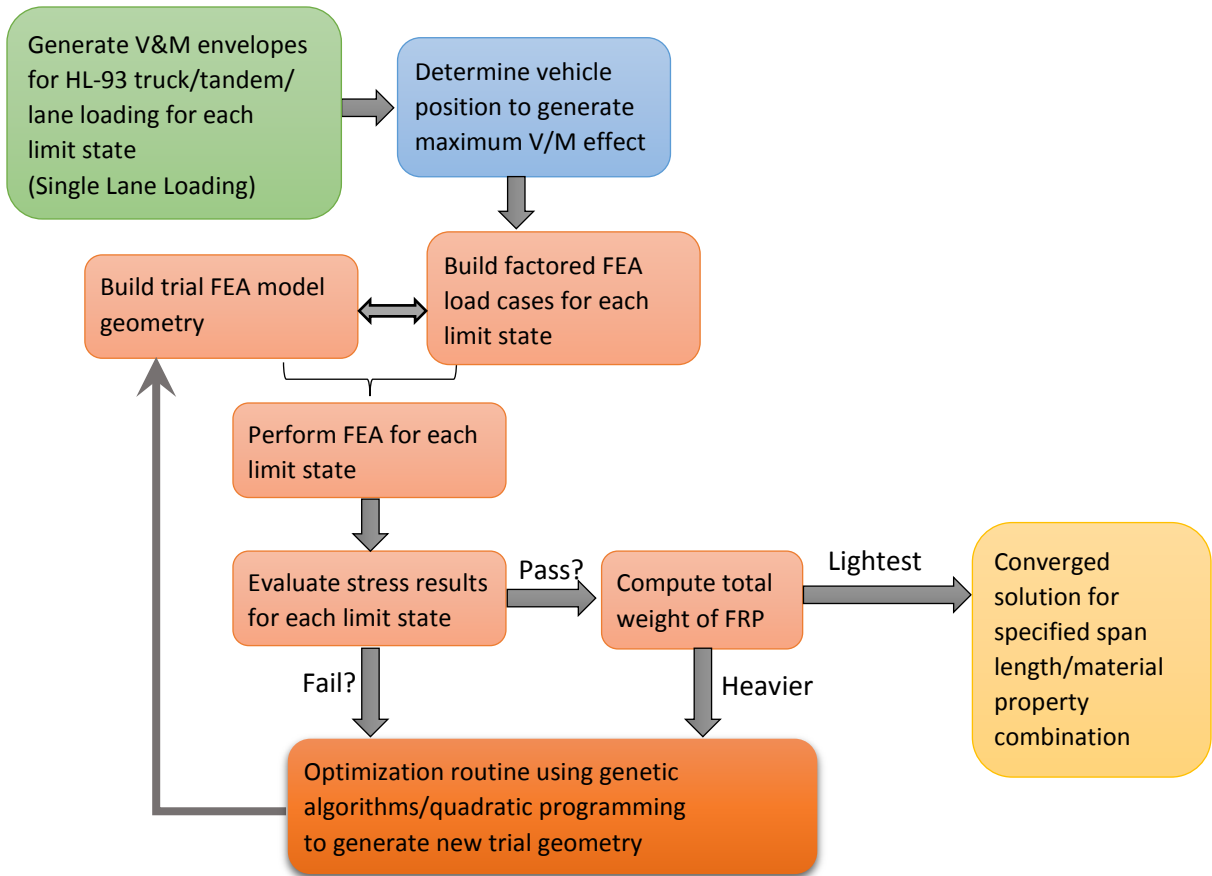 Generate V&M envelopes
for HL-93 truck/tandem/
lane loading for each
limit state
(Single Lane Loading)
Determine vehicle
position to generate
maximum V/M effect
Build trial FEA model
geometry
Build factored FEA
load cases for each
limit state
Perform FEA for each
limit state
Evaluate stress results
for each limit state
Pass?
Compute total
weight of FRP
Lightest
Converged
solution for
specified span
length/material
property
combination
Fail?
Heavier
Optimization routine using genetic
algorithms/quadratic programming
to generate new trial geometry